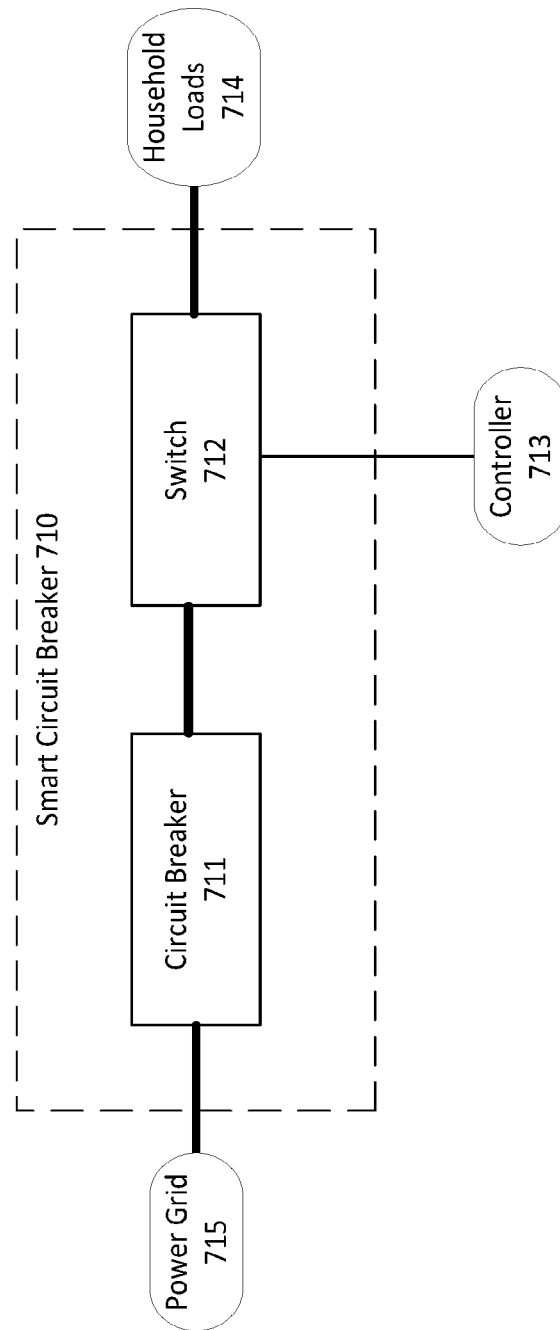 Smart Circuit Breaker 710
Power Grid
715
Circuit Breaker
711
Switch
712
Household
Loads
714
Controller
713